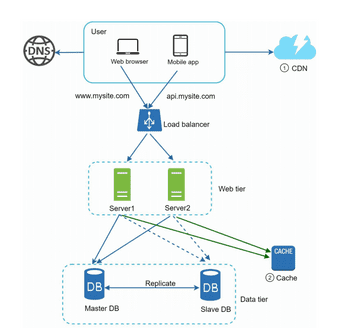 User
DNS
Web browser
Mobile app
1 CDN
www.mysite.com
api.mysite.com
Load balancer
Web tier
Server1
Server2
CACHE
2 Cache
DB
Replicate
DB
Master DB
Slave DB
Data tier